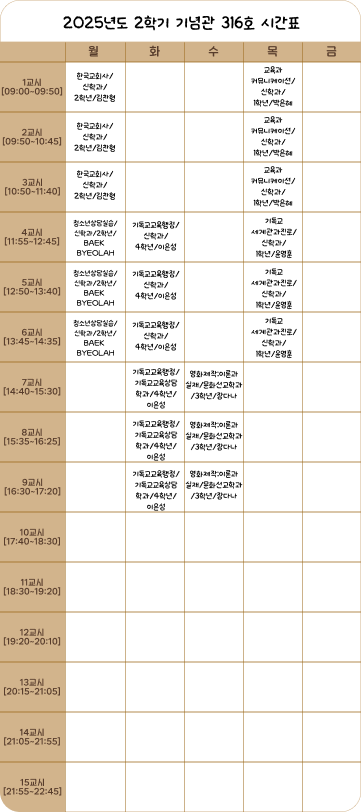 2025년도 2학기 기념관 316호 시간표
월 화 수 목 금
1교시
[09:00~09:50]
한국교회사/
신학과/
2학년/김찬형
교육과
커뮤니케이션/
신학과/
1학년/박은혜
2교시
[09:50~10:45]
한국교회사/
신학과/
2학년/김찬형
교육과
커뮤니케이션/
신학과/
1학년/박은혜
3교시
[10:50~11:40]
한국교회사/
신학과/
2학년/김찬형
교육과
커뮤니케이션/
신학과/
1학년/박은혜
4교시
[11:55~12:45]
청소년상담실습/
신학과/2학년/
BAEK
BYEOLAH
기독교교육행정/
신학과/
4학년/이은성
기독교
세계관과진로/
신학과/
1학년/윤영훈
5교시
[12:50~13:40]
청소년상담실습/
신학과/2학년/
BAEK
BYEOLAH
기독교교육행정/
신학과/
4학년/이은성
기독교
세계관과진로/
신학과/
1학년/윤영훈
6교시
[13:45~14:35]
청소년상담실습/
신학과/2학년/
BAEK
BYEOLAH
기독교교육행정/
신학과/
4학년/이은성
기독교
세계관과진로/
신학과/
1학년/윤영훈
7교시
[14:40~15:30]
기독교교육행정/
기독교교육상담
학과/4학년/
이은성
영화제작:이론과
실재/문화선교학과
/3학년/장다나
8교시
[15:35~16:25]
기독교교육행정/
기독교교육상담
학과/4학년/
이은성
영화제작:이론과
실재/문화선교학과
/3학년/장다나
9교시
[16:30~17:20]
기독교교육행정/
기독교교육상담
학과/4학년/
이은성
영화제작:이론과
실재/문화선교학과
/3학년/장다나
10교시
[17:40~18:30]
11교시
[18:30~19:20]
12교시
[19:20~20:10]
13교시
[20:15~21:05]
14교시
[21:05~21:55]
15교시
[21:55~22:45]